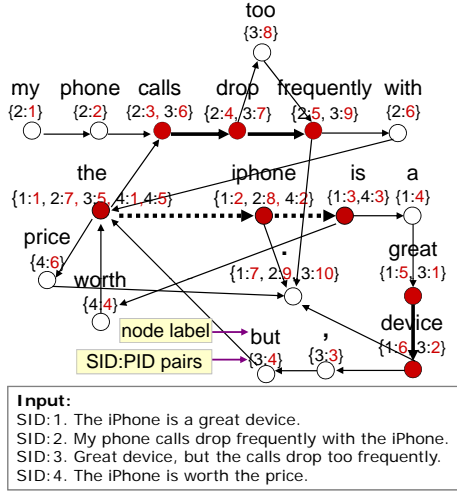 too
{3:8}
my phone calls drop frequently with
{2:1} {2:2} {2:3, 3:6} {2:4, 3:7} {2:5, 3:9} {2:6}
the iphone is a
{1:1, 2:7, 3:5, 4:1, 4:5} {1:2, 2:8, 4:2} {1:3,4:3} {1:4}
price . great
{4:6} {1:7, 2:9, 3:10} {1:5, 3:1}
worth
{4:4}
node label but , device
SID:PID pairs {3:4} {3:3} {1:6, 3:2}
Input:
SID:1. The iPhone is a great device.
SID:2. My phone calls drop frequently with the iPhone.
SID:3. Great device, but the calls drop too frequently.
SID:4. The iPhone is worth the price.